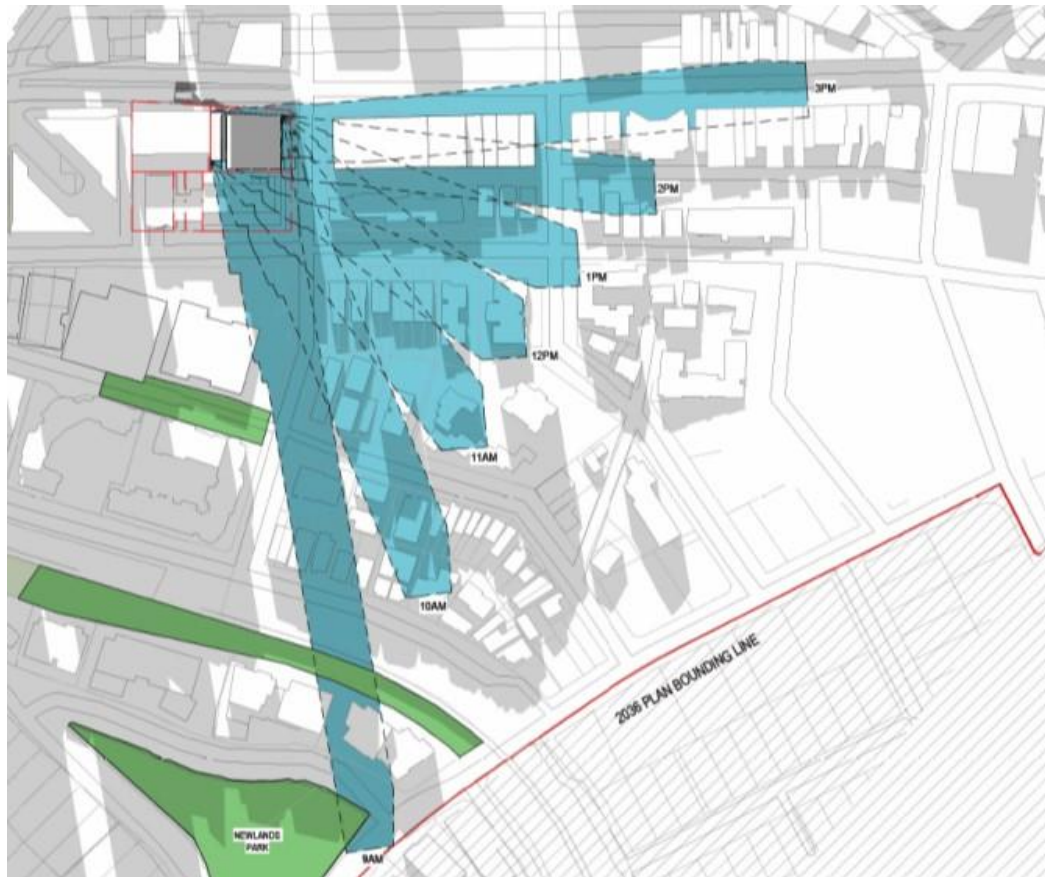 3PM
2PM
1PM
12PM
11AM
10AM
2036 PLAN BOUNDING LINE
NEWLANDS
PARK
9AM